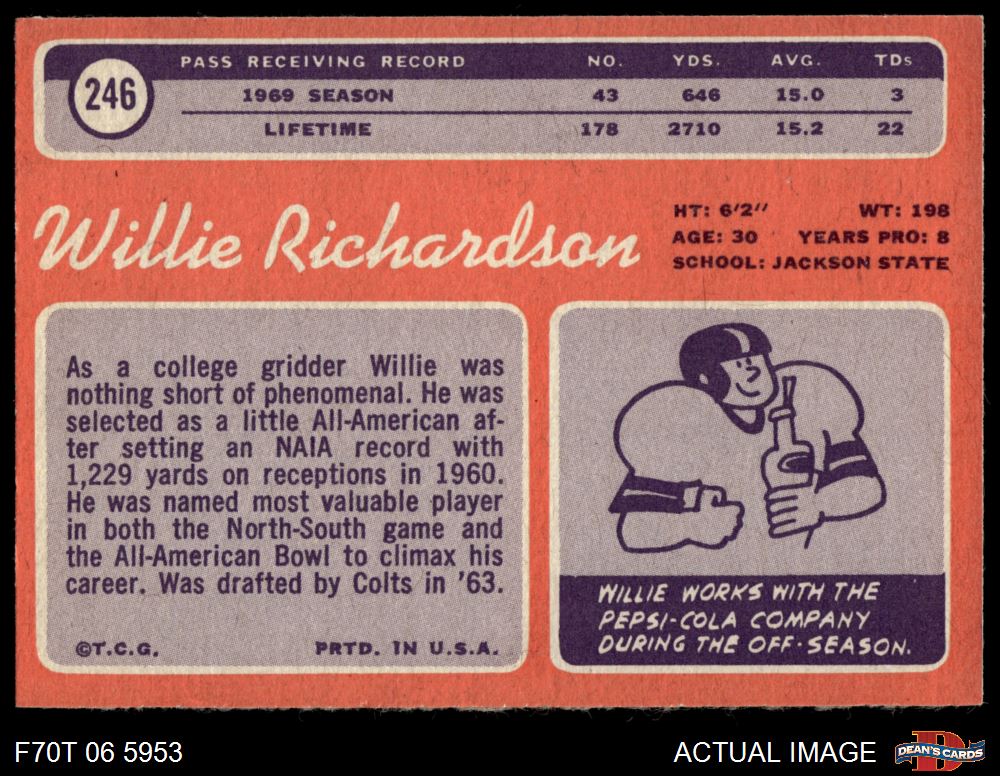 246
PASS RECEIVING RECORD NO. YDS. AVG. TDs
1969 SEASON 43 646 15.0 3
LIFETIME 178 2710 15.2 22
Willie Richardson
HT: 6'2" WT: 198
AGE: 30 YEARS PRO: 8
SCHOOL: JACKSON STATE
As a college gridder Willie was
nothing short of phenomenal. He was
selected as a little All-American af-
ter setting an NAIA record with
1,229 yards on receptions in 1960.
He was named most valuable player
in both the North-South game and
the All-American Bowl to climax his
career. Was drafted by Colts in '63.
©T.C.G. PRTD. IN U.S.A.
WILLIE WORKS WITH THE
PEPSI-COLA COMPANY
DURING THE OFF-SEASON.
F70T 06 5953
ACTUAL IMAGE
D
DEAN'S CARDS